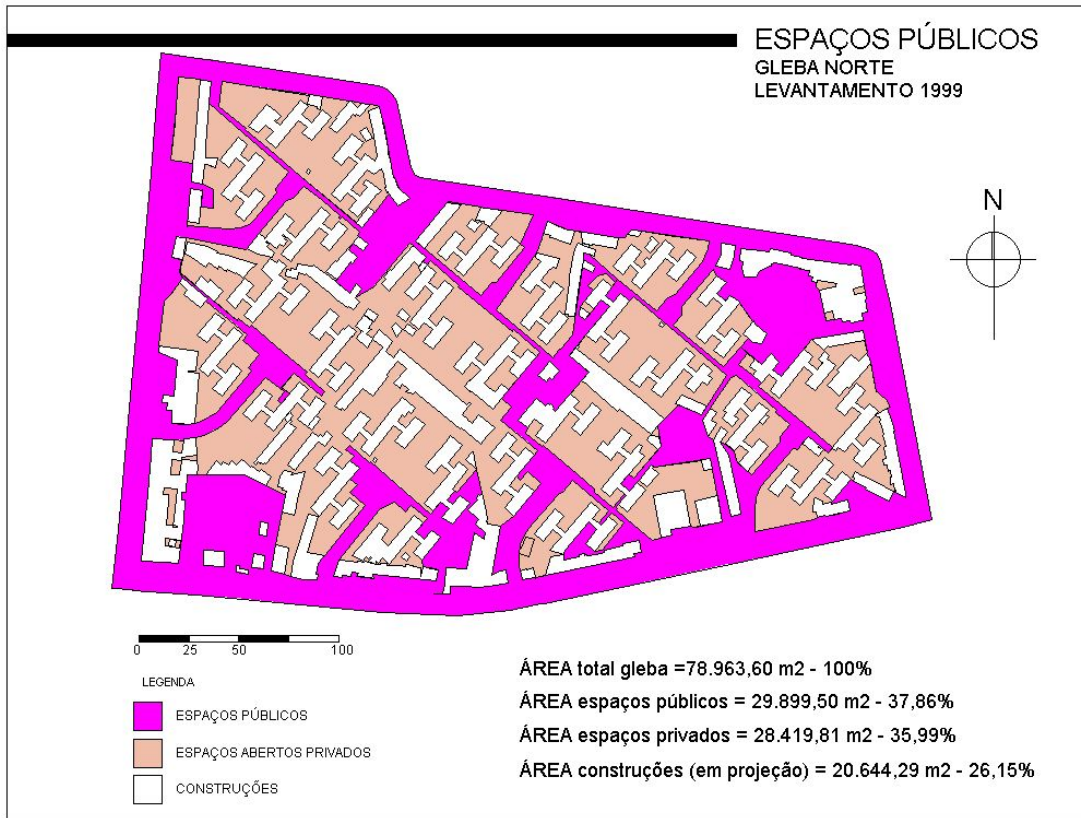 ESPAÇOS PÚBLICOS
GLEBA NORTE
LEVANTAMENTO 1999
N
0 25 50 100
LEGENDA
ESPAÇOS PÚBLICOS
ESPAÇOS ABERTOS PRIVADOS
CONSTRUÇÕES
ÁREA total gleba =78.963,60 m2 - 100%
ÁREA espaços públicos = 29.899,50 m2 - 37,86%
ÁREA espaços privados = 28.419,81 m2 - 35,99%
ÁREA construções (em projeção) = 20.644,29 m2 - 26,15%